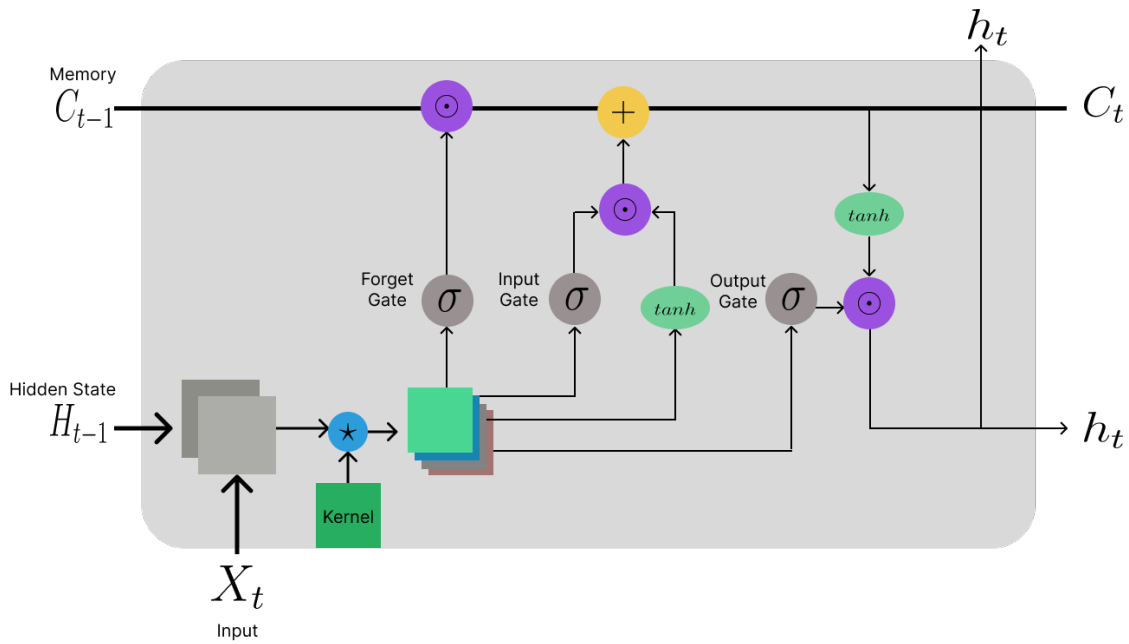 h_t
Memory
C_{t-1}
⊙
+
C_t
⊙
tanh
Forget
Gate
σ
Input
Gate
σ
tanh
Output
Gate
σ
⊙
Hidden State
H_{t-1}
⋆
h_t
Kernel
X_t
Input